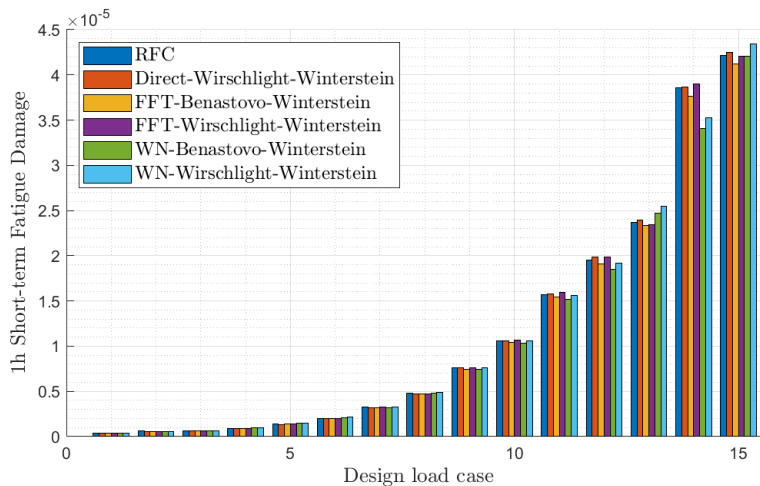 ×10⁻⁵
4.5
4
3.5
3
2.5
2
1.5
1
0.5
0
1h Short-term Fatigue Damage
RFC
Direct-Wirschlight-Winterstein
FFT-Benastovo-Winterstein
FFT-Wirschlight-Winterstein
WN-Benastovo-Winterstein
WN-Wirschlight-Winterstein
0 5 10 15
Design load case